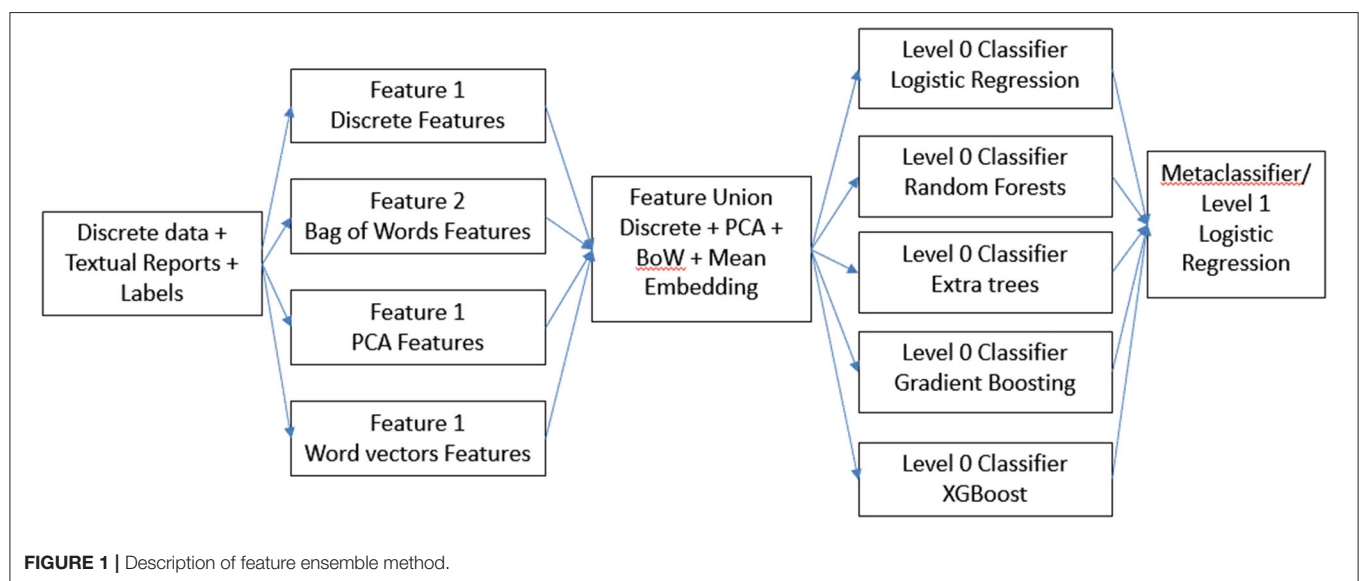 Discrete data +
Textual Reports +
Labels
Feature 1
Discrete Features
Feature 2
Bag of Words Features
Feature 1
PCA Features
Feature 1
Word vectors Features
Feature Union
Discrete + PCA +
BoW + Mean
Embedding
Level 0 Classifier
Logistic Regression
Level 0 Classifier
Random Forests
Level 0 Classifier
Extra trees
Level 0 Classifier
Gradient Boosting
Level 0 Classifier
XGBoost
Metaclassifier/
Level 1
Logistic
Regression
FIGURE 1 | Description of feature ensemble method.